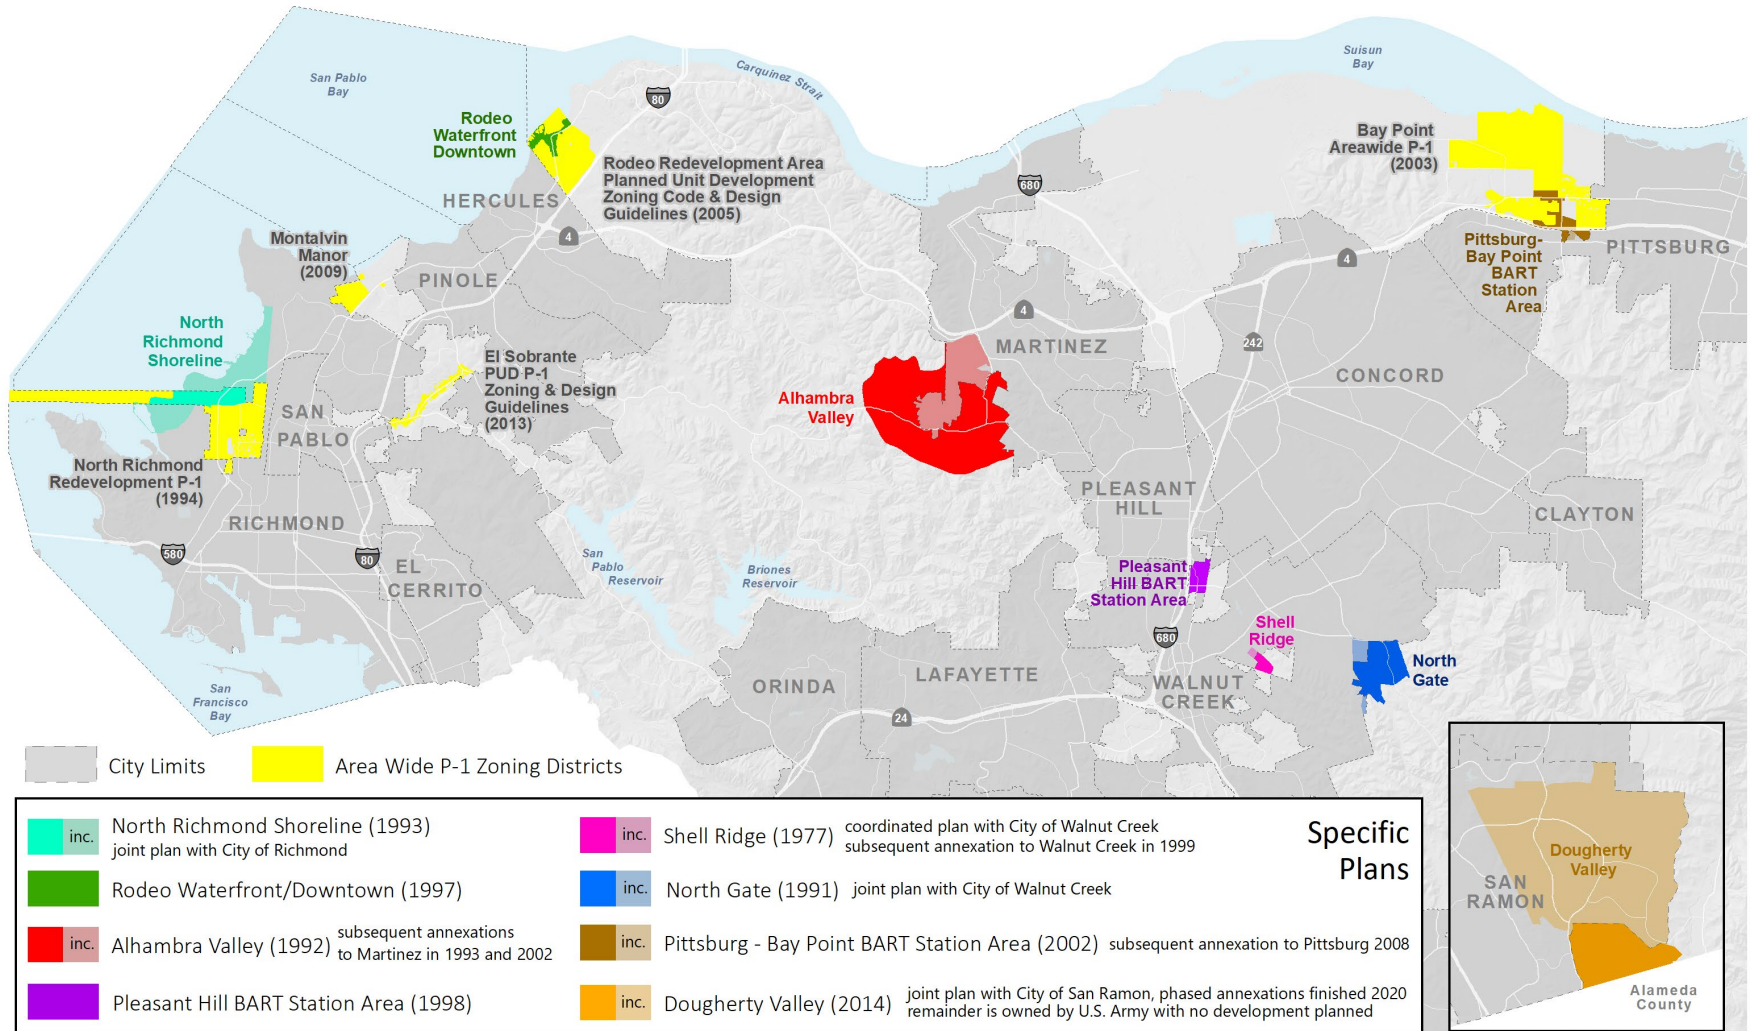 San Pablo
Bay
Carquinez Strait
Suisun
Bay
80
Rodeo
Waterfront
Downtown
Rodeo Redevelopment Area
Planned Unit Development
Zoning Code & Design
Guidelines (2005)
Bay Point
Areawide P-1
(2003)
680
HERCULES
4
Montalvin
Manor
(2009)
PINOLE
Pittsburg-
Bay Point
BART
Station
Area
PITTSBURG
4
4
North
Richmond
Shoreline
MARTINEZ
242
CONCORD
El Sobrante
PUD P-1
Zoning & Design
Guidelines
(2013)
Alhambra
Valley
SAN
PABLO
North Richmond
Redevelopment P-1
(1994)
PLEASANT
HILL
CLAYTON
RICHMOND
580
80
EL
CERRITO
San
Pablo
Reservoir
Briones
Reservoir
Pleasant
Hill BART
Station Area
680
Shell
Ridge
North
Gate
ORINDA
LAFAYETTE
WALNUT
CREEK
24
San
Francisco
Bay
City Limits
Area Wide P-1 Zoning Districts
Specific
Plans
inc.
North Richmond Shoreline (1993)
joint plan with City of Richmond
Rodeo Waterfront/Downtown (1997)
inc.
Alhambra Valley (1992)
subsequent annexations
to Martinez in 1993 and 2002
Pleasant Hill BART Station Area (1998)
inc.
Shell Ridge (1977)
coordinated plan with City of Walnut Creek
subsequent annexation to Walnut Creek in 1999
inc.
North Gate (1991)
joint plan with City of Walnut Creek
inc.
Pittsburg - Bay Point BART Station Area (2002)
subsequent annexation to Pittsburg 2008
inc.
Dougherty Valley (2014)
joint plan with City of San Ramon, phased annexations finished 2020
remainder is owned by U.S. Army with no development planned
Dougherty
Valley
SAN
RAMON
Alameda
County